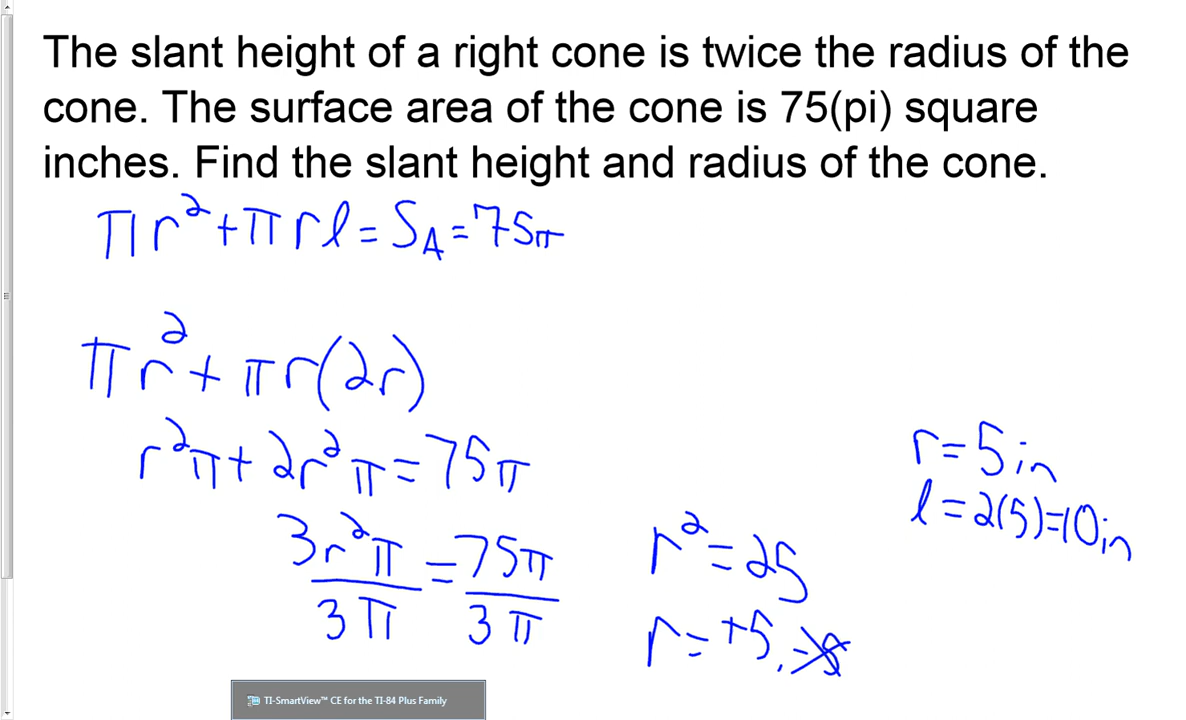 The slant height of a right cone is twice the radius of the
cone. The surface area of the cone is 75(pi) square
inches. Find the slant height and radius of the cone.
πr²+πrl=SA=75π
πr²+πr(2r)
r²π+2r²π=75π
3r²π=75π
3π 3π
r²=25
r=+5,-5
r=5in
l=2(5)=10in
TI-SmartView™ CE for the TI-84 Plus Family